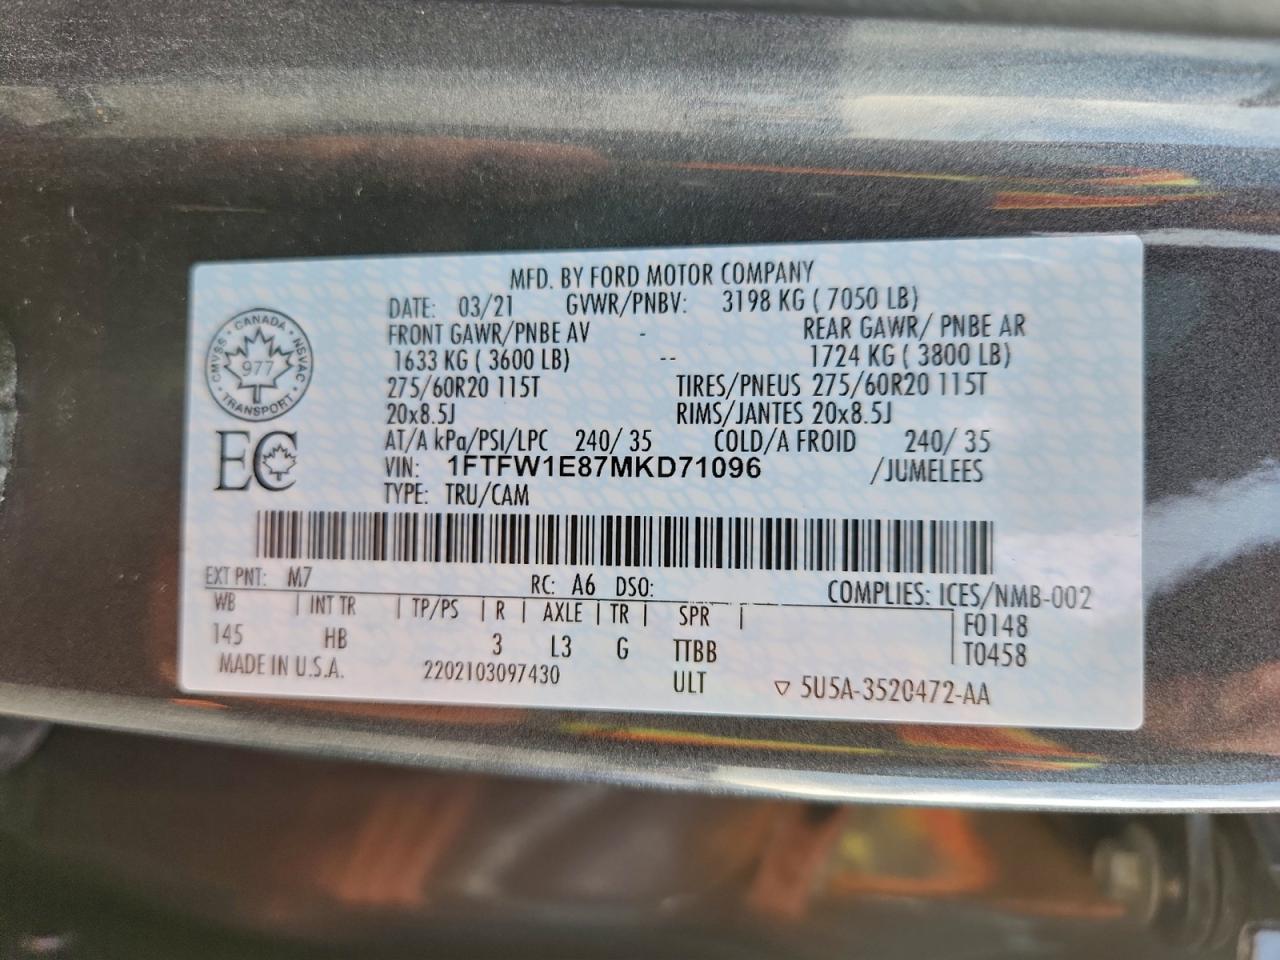 MFD. BY FORD MOTOR COMPANY
DATE: 03/21 GVWR/PNBV: 3198 KG ( 7050 LB)
FRONT GAWR/PNBE AV - REAR GAWR/ PNBE AR
1633 KG ( 3600 LB) -- 1724 KG ( 3800 LB)
275/60R20 115T TIRES/PNEUS 275/60R20 115T
20x8.5J RIMS/JANTES 20x8.5J
AT/A kPa/PSI/LPC 240/ 35 COLD/A FROID 240/ 35
VIN: 1FTFW1E87MKD71096 /JUMELEES
TYPE: TRU/CAM
CMVSS · CANADA · NSVAC · TRANSPORT ·
977
EC
EXT PNT: M7 RC: A6 DSO: COMPLIES: ICES/NMB-002
WB | INT TR | TP/PS | R | AXLE | TR | SPR | F0148
145 HB 3 L3 G TTBB T0458
MADE IN U.S.A. 2202103097430 ULT ▽ 5U5A-3520472-AA